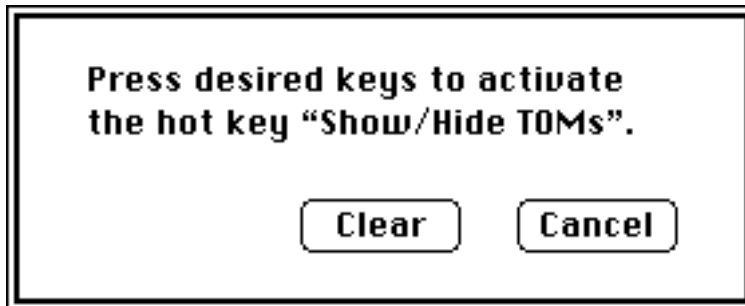 Press desired keys to activate
the hot key “Show/Hide TOMs”.
Clear Cancel